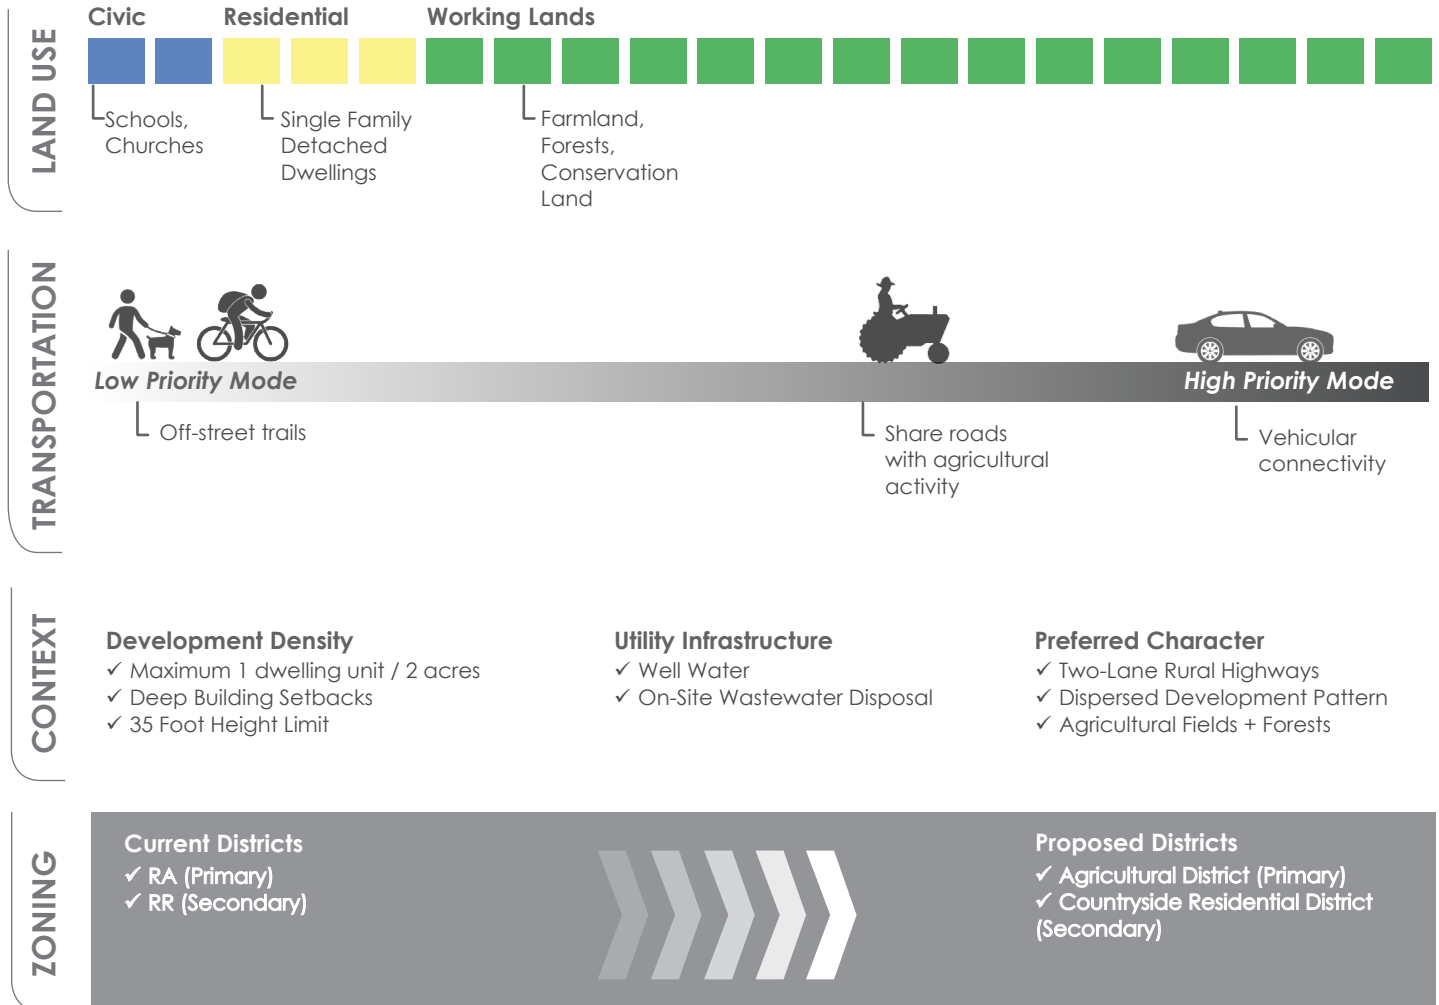 LAND USE
Civic
Residential
Working Lands
Schools,
Churches
Single Family
Detached
Dwellings
Farmland,
Forests,
Conservation
Land
TRANSPORTATION
Low Priority Mode
High Priority Mode
Off-street trails
Share roads
with agricultural
activity
Vehicular
connectivity
CONTEXT
Development Density
✓ Maximum 1 dwelling unit / 2 acres
✓ Deep Building Setbacks
✓ 35 Foot Height Limit
Utility Infrastructure
✓ Well Water
✓ On-Site Wastewater Disposal
Preferred Character
✓ Two-Lane Rural Highways
✓ Dispersed Development Pattern
✓ Agricultural Fields + Forests
ZONING
Current Districts
✓ RA (Primary)
✓ RR (Secondary)
Proposed Districts
✓ Agricultural District (Primary)
✓ Countryside Residential District
(Secondary)